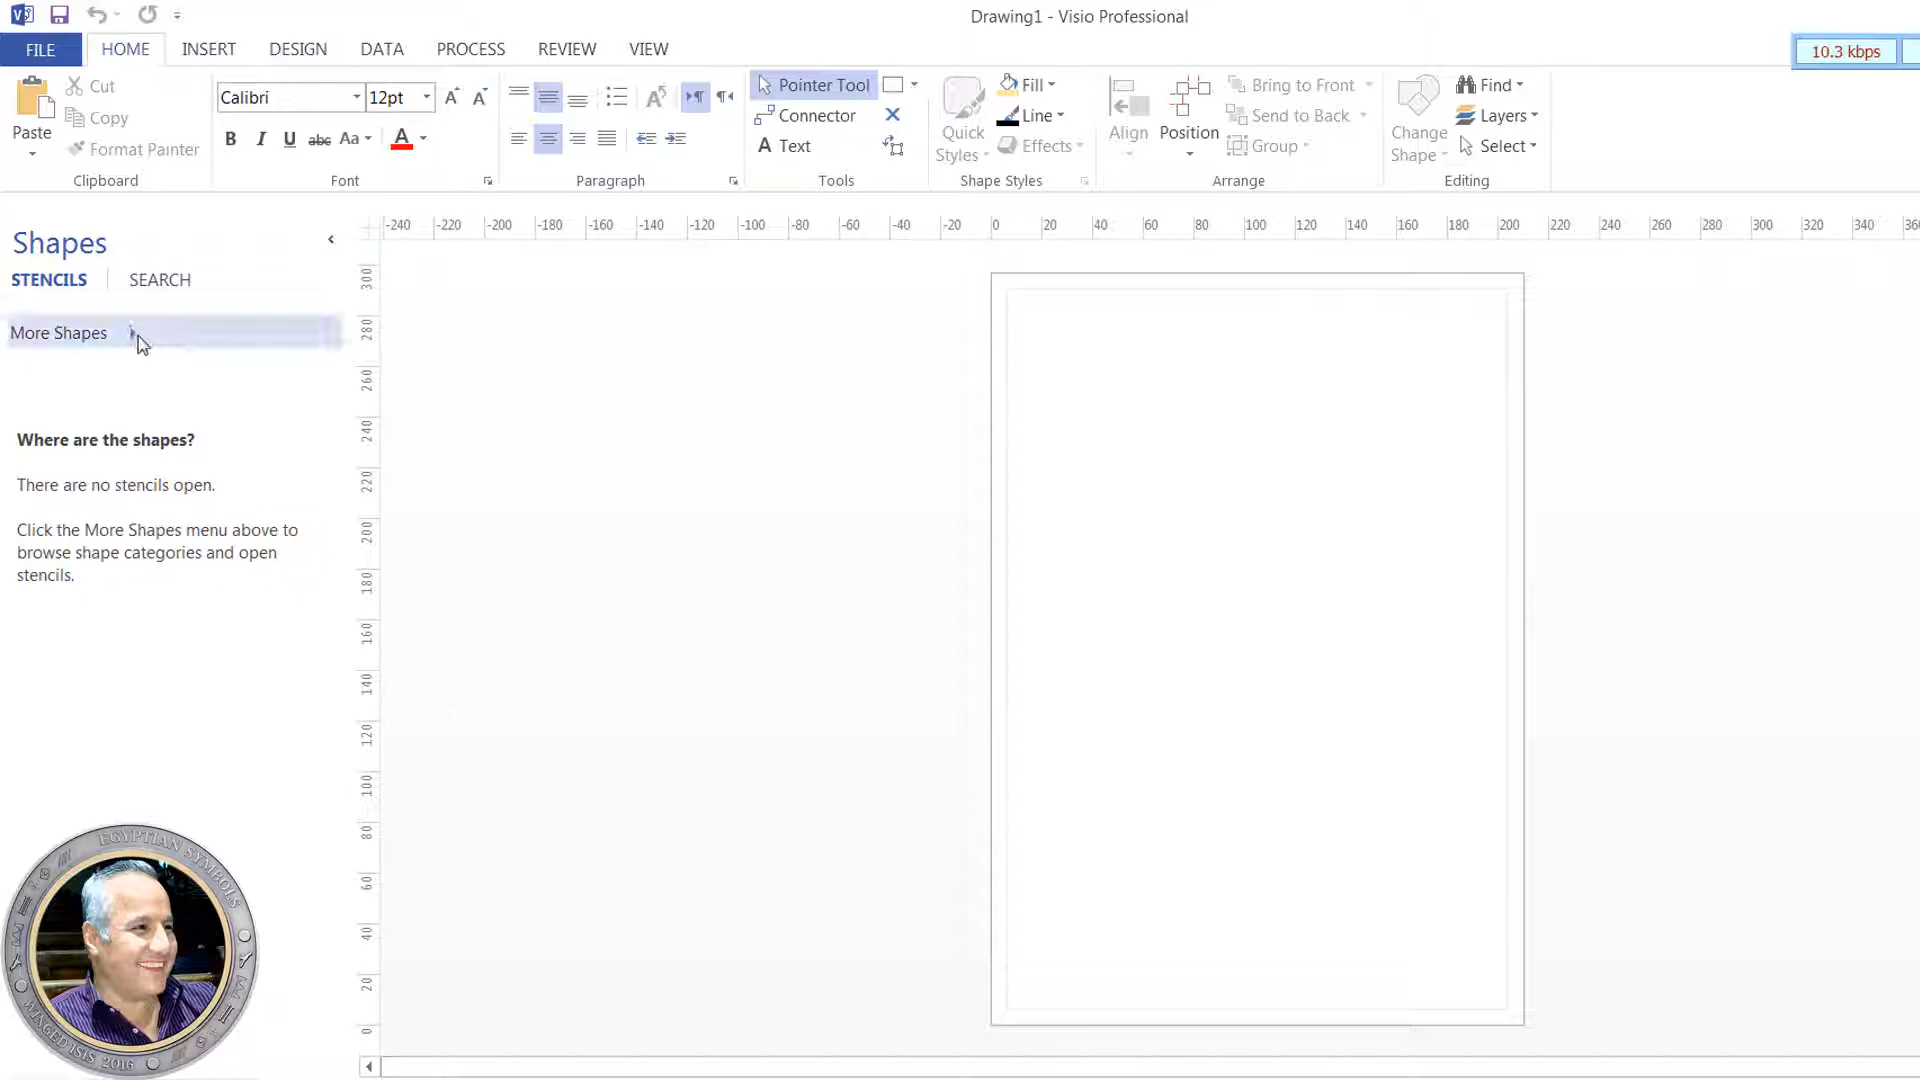 Drawing1 - Visio Professional
FILE
HOME
INSERT
DESIGN
DATA
PROCESS
REVIEW
VIEW
10.3 kbps
Paste
Cut
Copy
Format Painter
Clipboard
Calibri
12pt
B
I
U
abc
Aa
A
Font
Paragraph
Pointer Tool
Connector
A Text
Tools
Quick
Styles
Fill
Line
Effects
Shape Styles
Align
Position
Bring to Front
Send to Back
Group
Arrange
Change
Shape
Find
Layers
Select
Editing
Shapes
STENCILS
SEARCH
More Shapes
Where are the shapes?
There are no stencils open.
Click the More Shapes menu above to
browse shape categories and open
stencils.
-240 -220 -200 -180 -160 -140 -120 -100 -80 -60 -40 -20 0 20 40 60 80 100 120 140 160 180 200 220 240 260 280 300 320 340 360
300
280
260
240
220
200
180
160
140
120
100
80
60
40
20
0
EGYPTIAN SYMBOLS
WINGED ISIS 2016